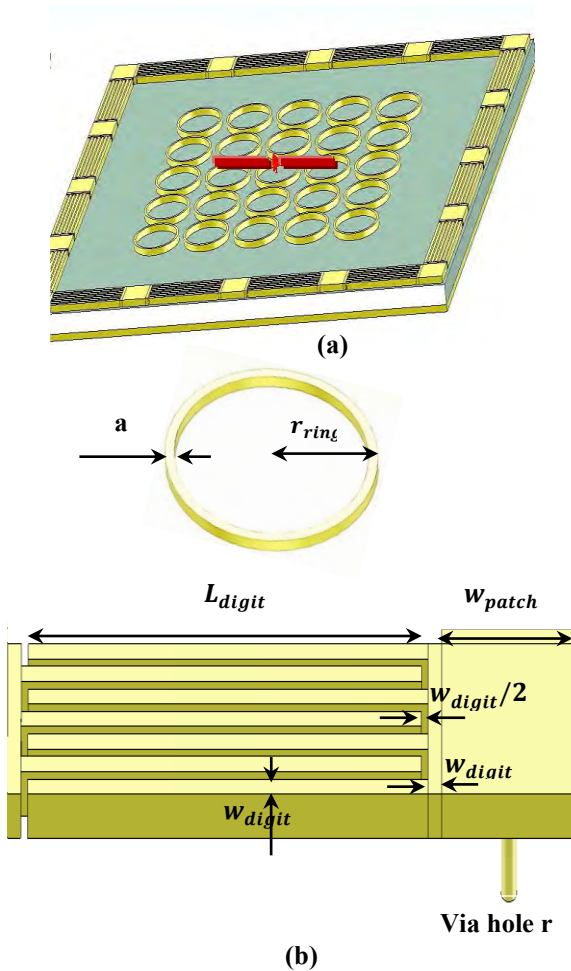 (a)
a
r_ring
L_digit
w_patch
w_digit/2
w_digit
w_digit
Via hole r
(b)